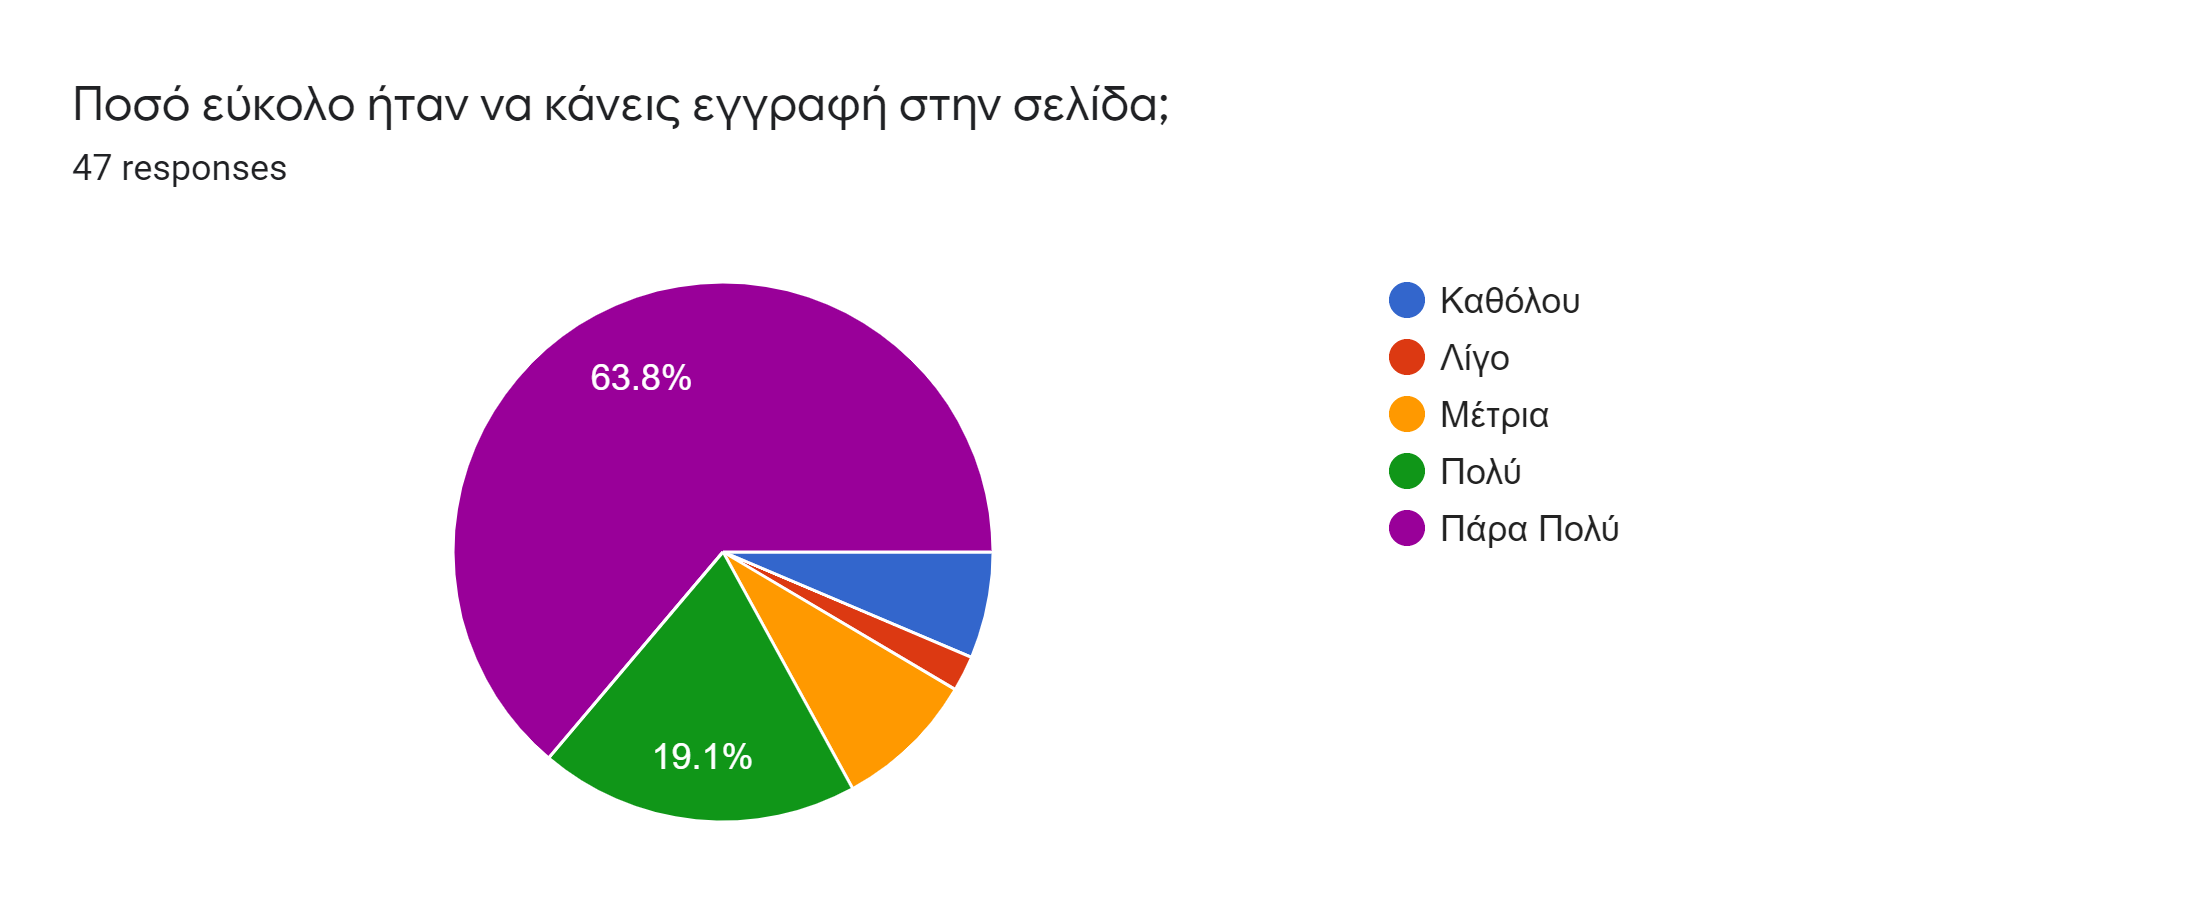 Ποσό εύκολο ήταν να κάνεις εγγραφή στην σελίδα;
47 responses
63.8%
19.1%
Καθόλου
Λίγο
Μέτρια
Πολύ
Πάρα Πολύ